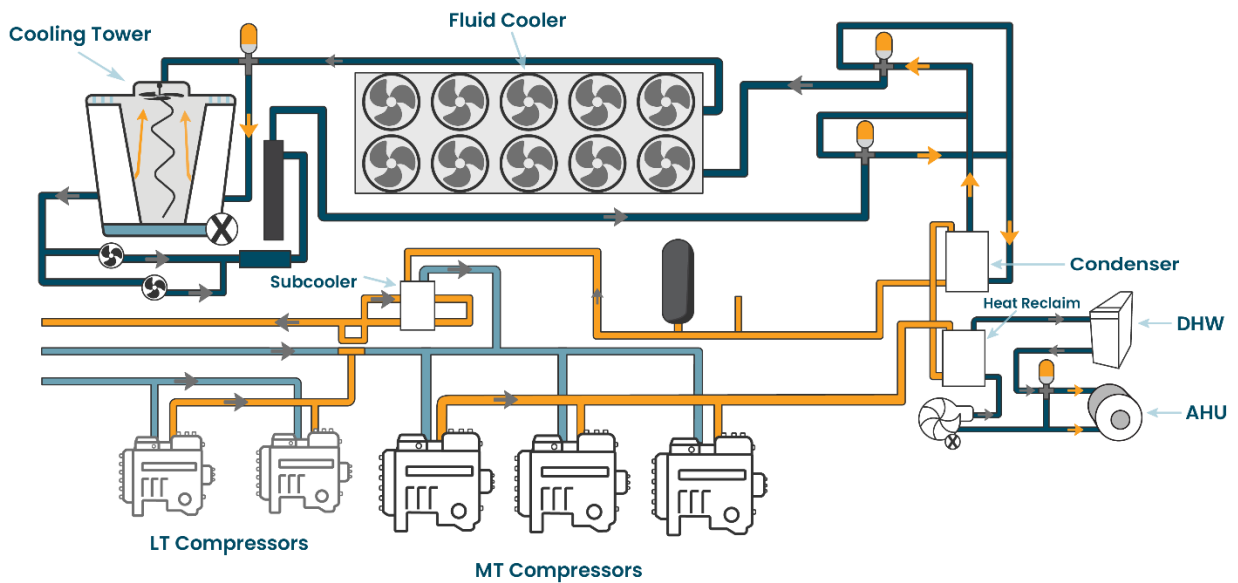 Fluid Cooler
Cooling Tower
Subcooler
Condenser
Heat Reclaim
DHW
AHU
LT Compressors
MT Compressors